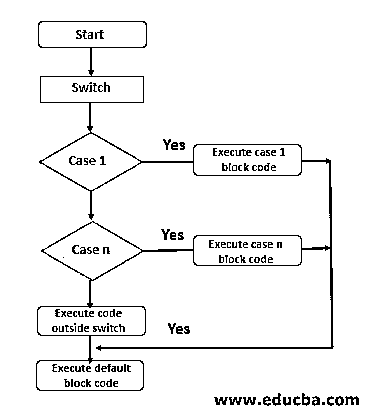 Start
Switch
Case 1
Yes
Execute case 1
block code
Case n
Yes
Execute case n
block code
Execute code
outside switch
Yes
Execute default
block code
www.educba.com